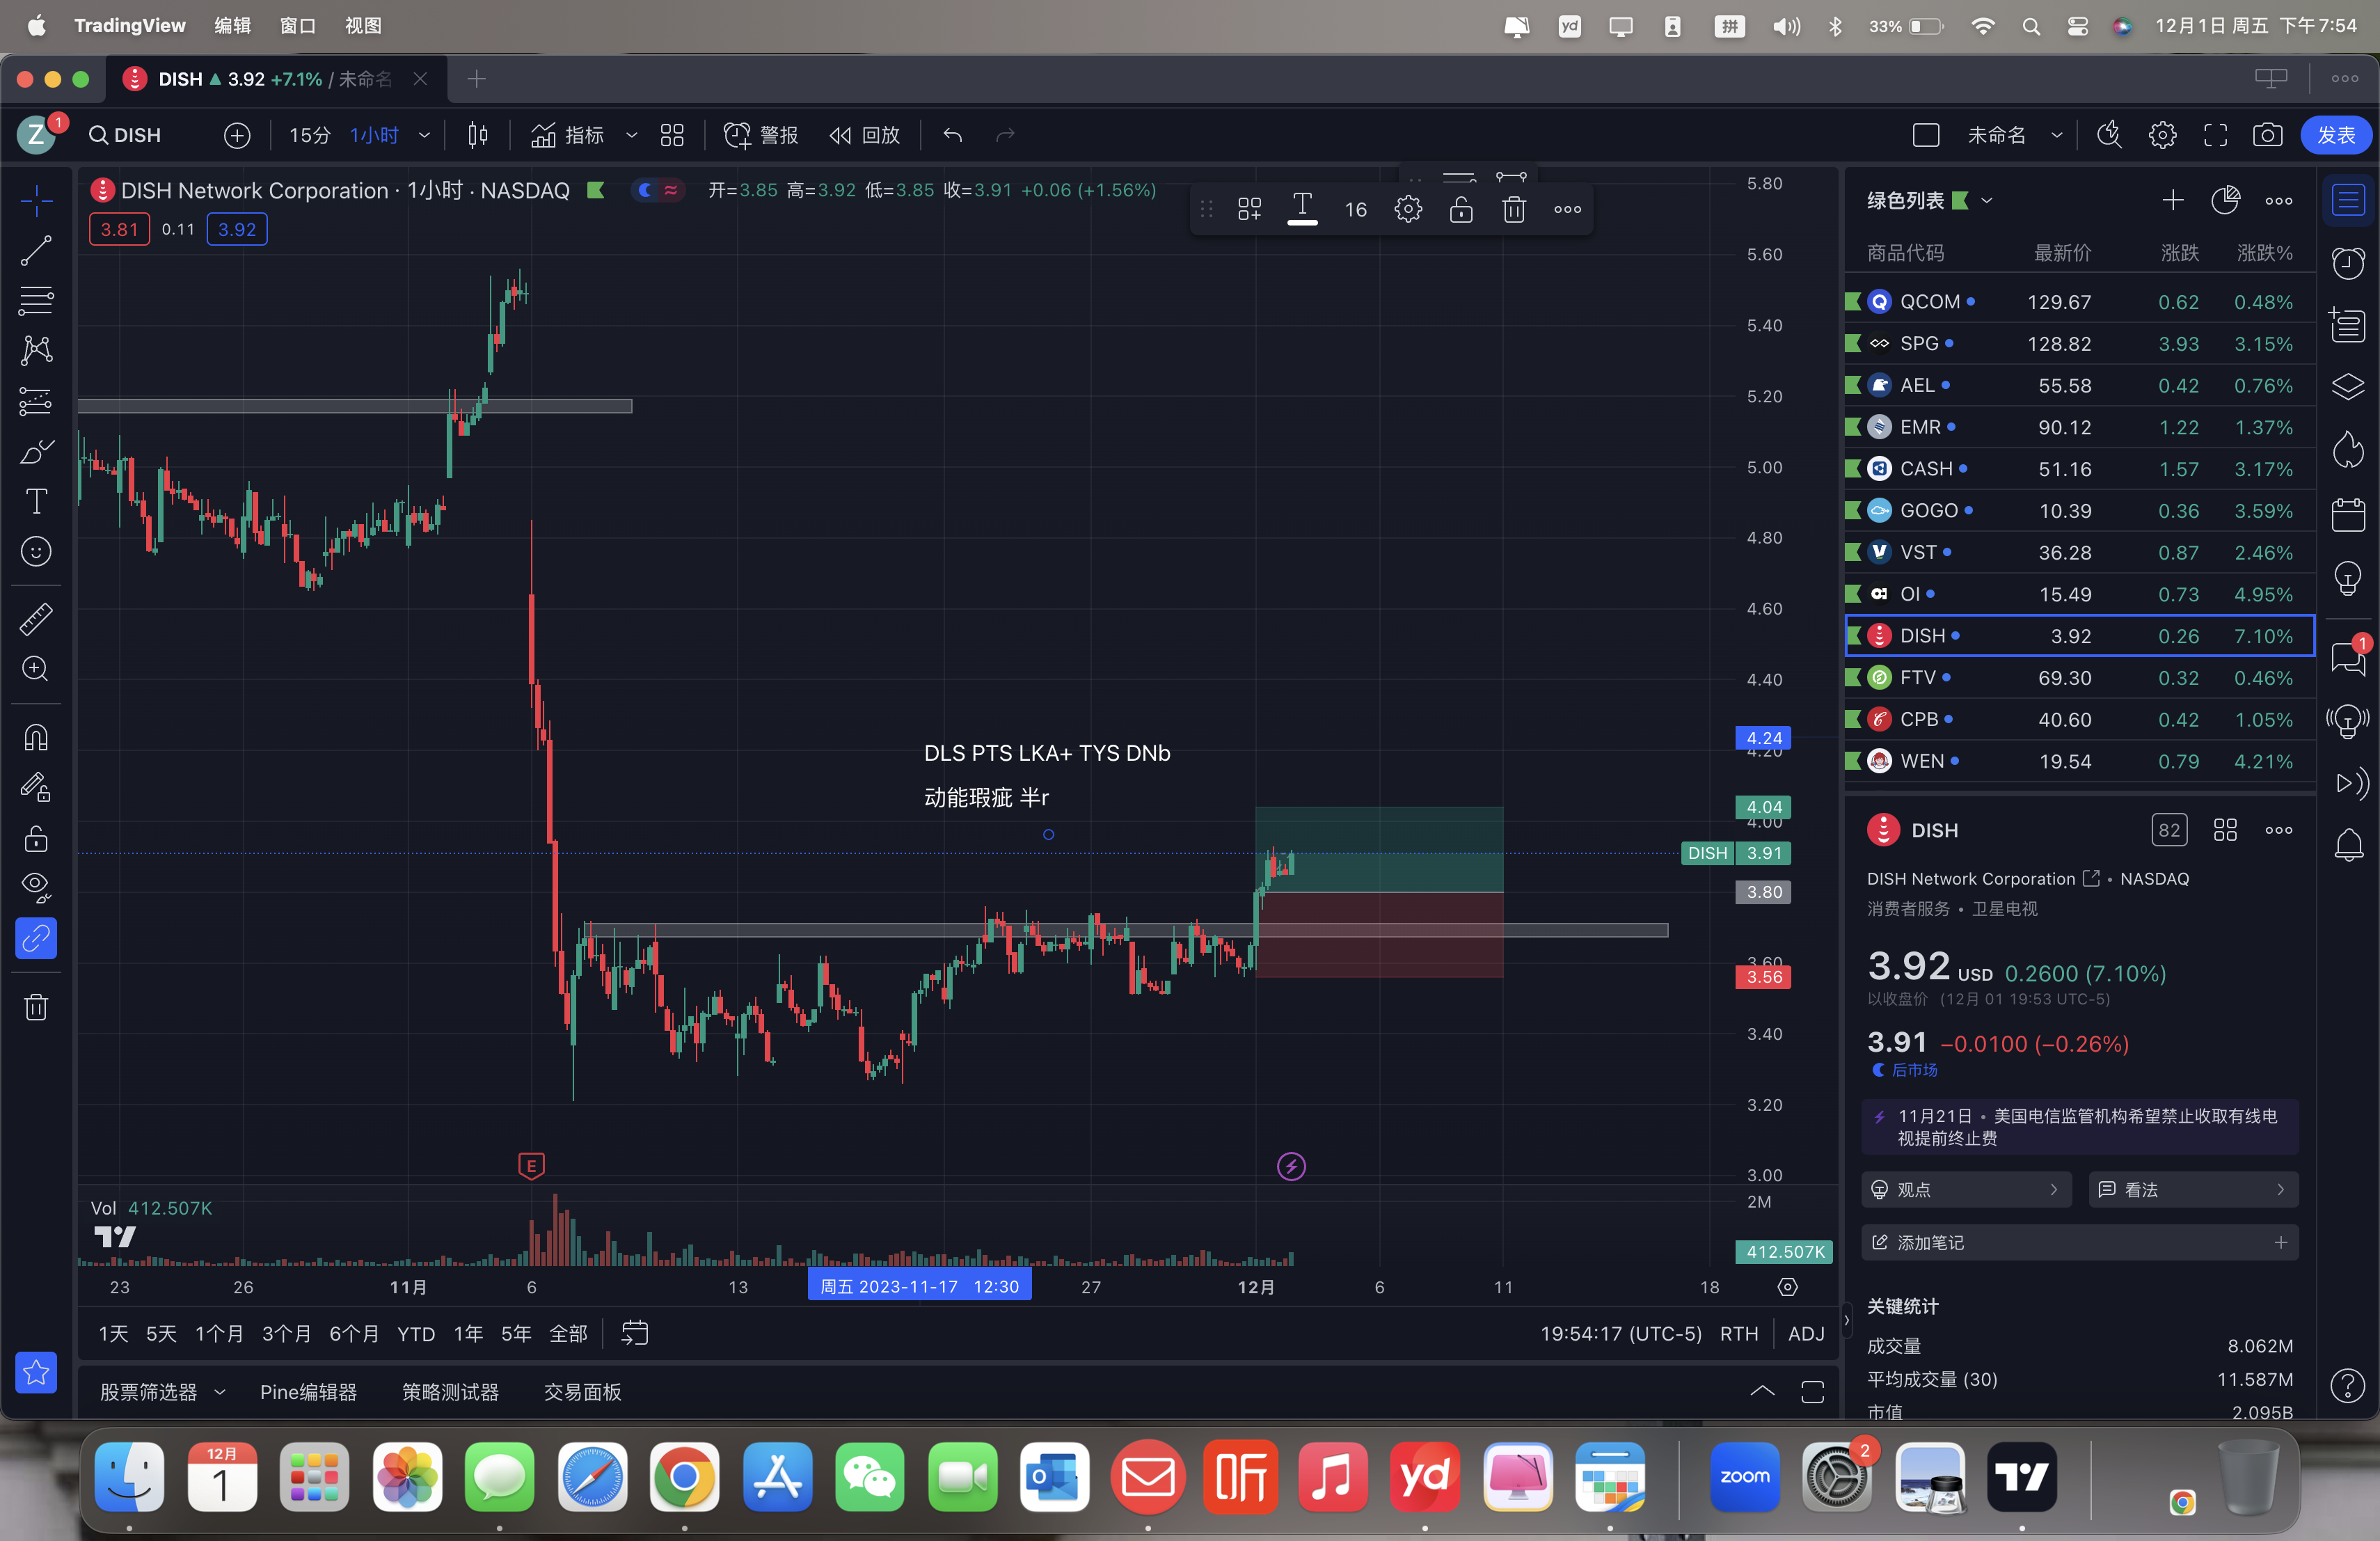 TradingView 编辑 窗口 视图
yd 拼 33% 12月1日 周五 下午7:54
DISH ▲ 3.92 +7.1% / 未命名
Z 1 DISH 15分 1小时 指标 警报 回放 未命名 发表
DISH Network Corporation · 1小时 · NASDAQ 开=3.85 高=3.92 低=3.85 收=3.91 +0.06 (+1.56%)
3.81 0.11 3.92
T 16
5.80
5.60
5.40
5.20
5.00
4.80
4.60
4.40
4.24
4.20
4.04
4.00
DISH 3.91
3.80
3.60
3.56
3.40
3.20
3.00
2M
412.507K
DLS PTS LKA+ TYS DNb
动能瑕疵 半r
E
Vol 412.507K
23 26 11月 6 13 周五 2023-11-17 12:30 27 12月 6 11 18
1天 5天 1个月 3个月 6个月 YTD 1年 5年 全部 19:54:17 (UTC-5) RTH ADJ
股票筛选器 Pine编辑器 策略测试器 交易面板
绿色列表
商品代码 最新价 涨跌 涨跌%
QCOM 129.67 0.62 0.48%
SPG 128.82 3.93 3.15%
AEL 55.58 0.42 0.76%
EMR 90.12 1.22 1.37%
CASH 51.16 1.57 3.17%
GOGO 10.39 0.36 3.59%
VST 36.28 0.87 2.46%
OI 15.49 0.73 4.95%
DISH 3.92 0.26 7.10%
FTV 69.30 0.32 0.46%
CPB 40.60 0.42 1.05%
WEN 19.54 0.79 4.21%
1
DISH 82
DISH Network Corporation • NASDAQ
消费者服务 • 卫星电视
3.92 USD 0.2600 (7.10%)
以收盘价 (12月 01 19:53 UTC-5)
3.91 −0.0100 (−0.26%)
后市场
11月21日 • 美国电信监管机构希望禁止收取有线电
视提前终止费
观点 看法
添加笔记
关键统计
成交量 8.062M
平均成交量 (30) 11.587M
市值 2.095B
12月
1
听
yd
zoom
2